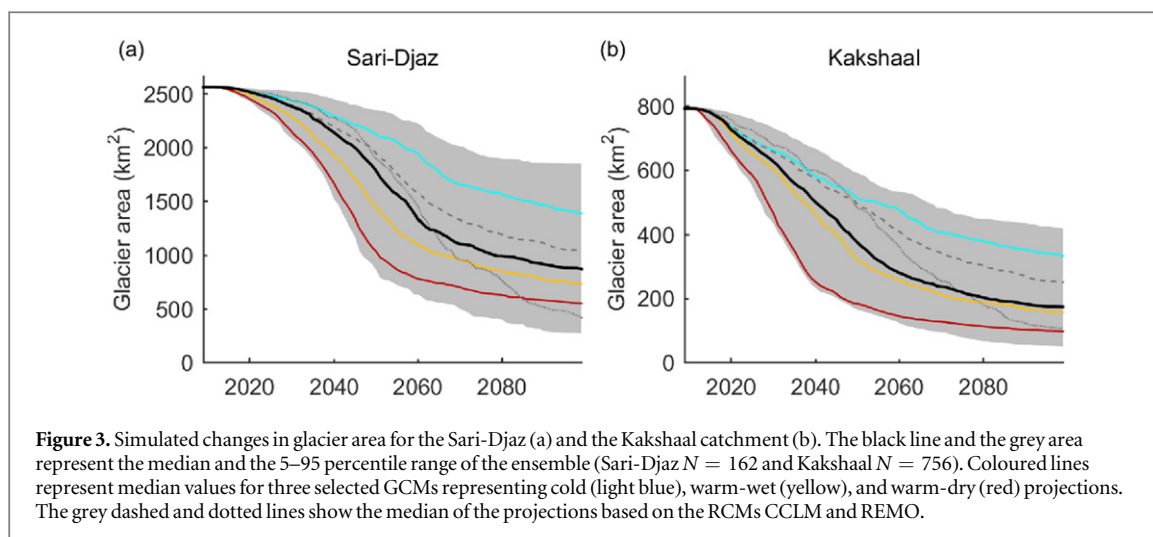 (a)
Sari-Djaz
Glacier area (km²)
2500
2000
1500
1000
500
0
2020 2040 2060 2080
(b)
Kakshaal
Glacier area (km²)
800
600
400
200
0
2020 2040 2060 2080
Figure 3. Simulated changes in glacier area for the Sari-Djaz (a) and the Kakshaal catchment (b). The black line and the grey area
represent the median and the 5–95 percentile range of the ensemble (Sari-Djaz N = 162 and Kakshaal N = 756). Coloured lines
represent median values for three selected GCMs representing cold (light blue), warm-wet (yellow), and warm-dry (red) projections.
The grey dashed and dotted lines show the median of the projections based on the RCMs CCLM and REMO.